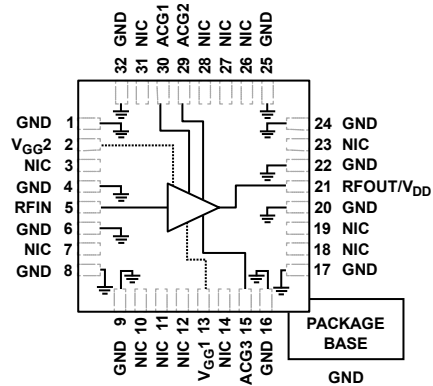 GND 32
NIC 31
ACG1 30
ACG2 29
NIC 28
NIC 27
NIC 26
GND 25
GND 1
VGG2 2
NIC 3
GND 4
RFIN 5
GND 6
NIC 7
GND 8
24 GND
23 NIC
22 GND
21 RFOUT/VDD
20 GND
19 NIC
18 NIC
17 GND
GND 9
NIC 10
NIC 11
NIC 12
VGG1 13
NIC 14
ACG3 15
GND 16
PACKAGE
BASE
GND